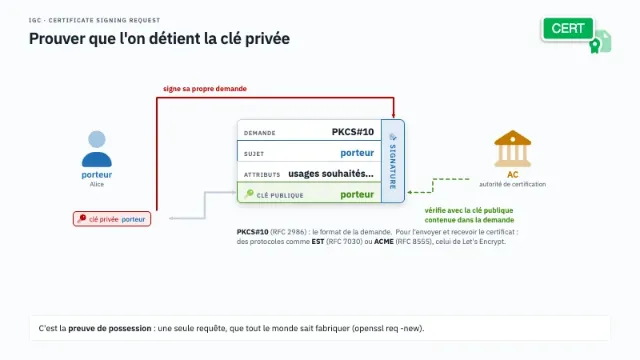 IGC · CERTIFICATE SIGNING REQUEST
Prouver que l'on détient la clé privée
CERT
signe sa propre demande
DEMANDE PKCS#10
SUJET porteur
ATTRIBUTS usages souhaités...
CLÉ PUBLIQUE porteur
SIGNATURE
porteur
Alice
clé privée porteur
AC
autorité de certification
vérifie avec la clé publique
contenue dans la demande
PKCS#10 (RFC 2986) : le format de la demande. Pour l'envoyer et recevoir le certificat :
des protocoles comme EST (RFC 7030) ou ACME (RFC 8555), celui de Let's Encrypt.
C'est la preuve de possession : une seule requête, que tout le monde sait fabriquer (openssl req -new).